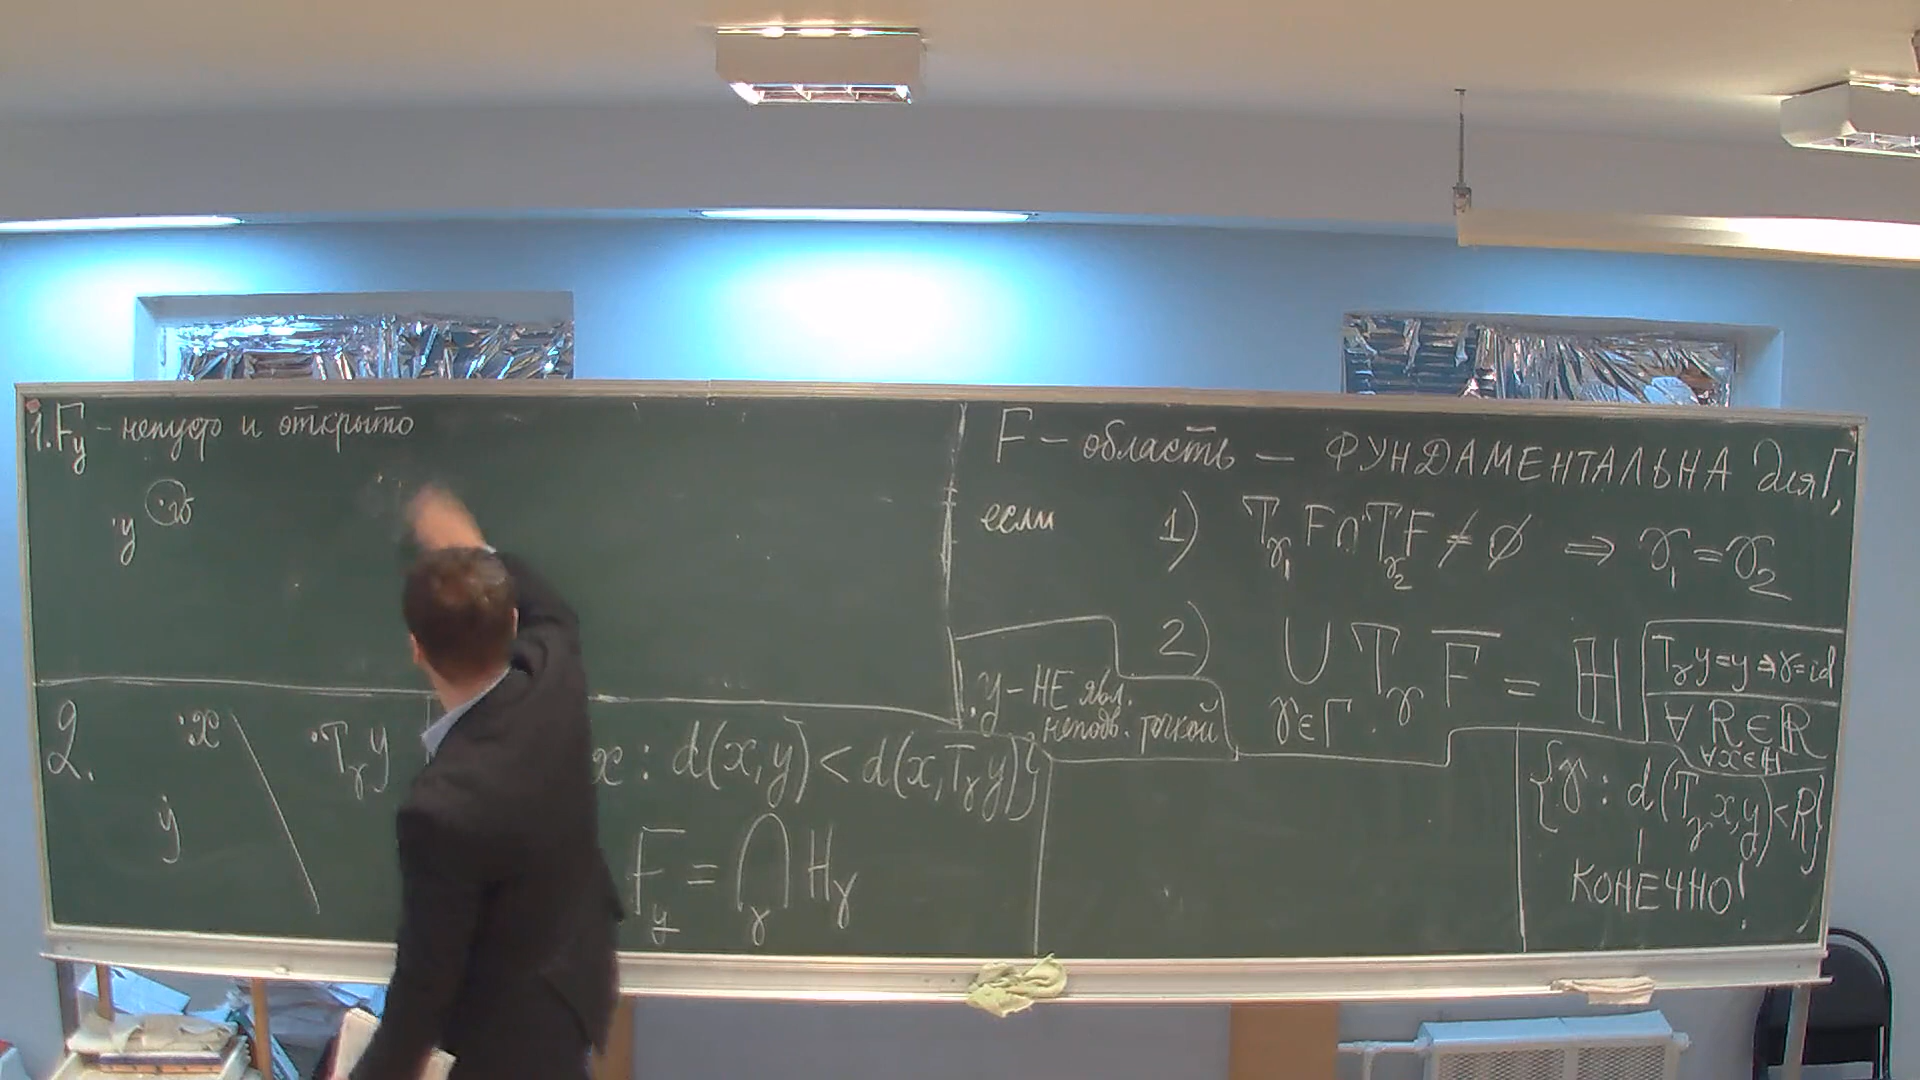 1. F_y - непусто и открыто
·y ·x
2. ·x ·T_γ y x : d(x,y) < d(x,T_γ y)}
·y
F_y = ⋂_γ H_γ
F – область — ФУНДАМЕНТАЛЬНА для Γ,
если 1) T_γ₁ F ∩ T_γ₂ F ≠ ∅ ⇒ γ₁ = γ₂
2) ⋃_{γ∈Γ} T_γ F̅ = ℍ
y – НЕ явл.
неподв. точкой
T_γ y = y ⇒ γ = id
∀ R ∈ ℝ
∀ x ∈ ℍ
{γ : d(T_γ x, y) < R}
КОНЕЧНО!